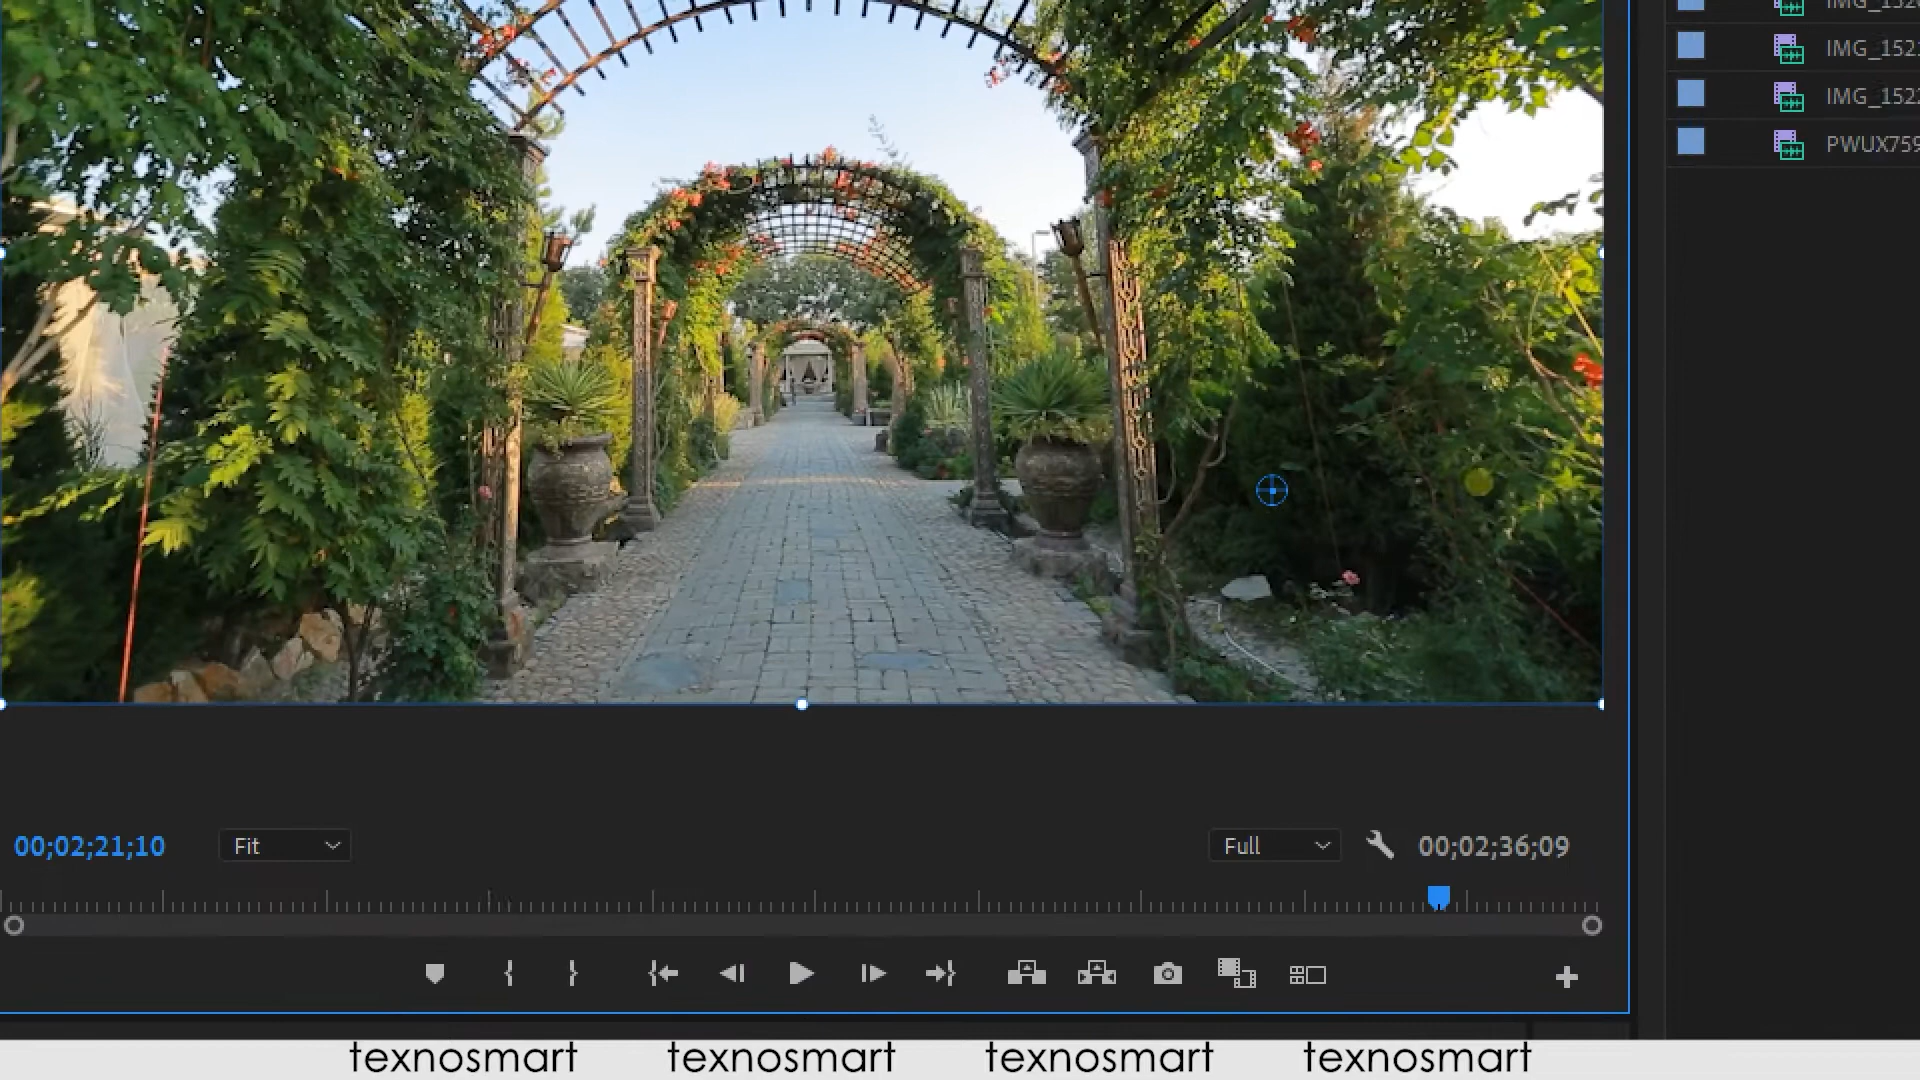 IMG_152
IMG_152
PWUX759
00;02;21;10
Fit
Full
00;02;36;09
texnosmart texnosmart texnosmart texnosmart